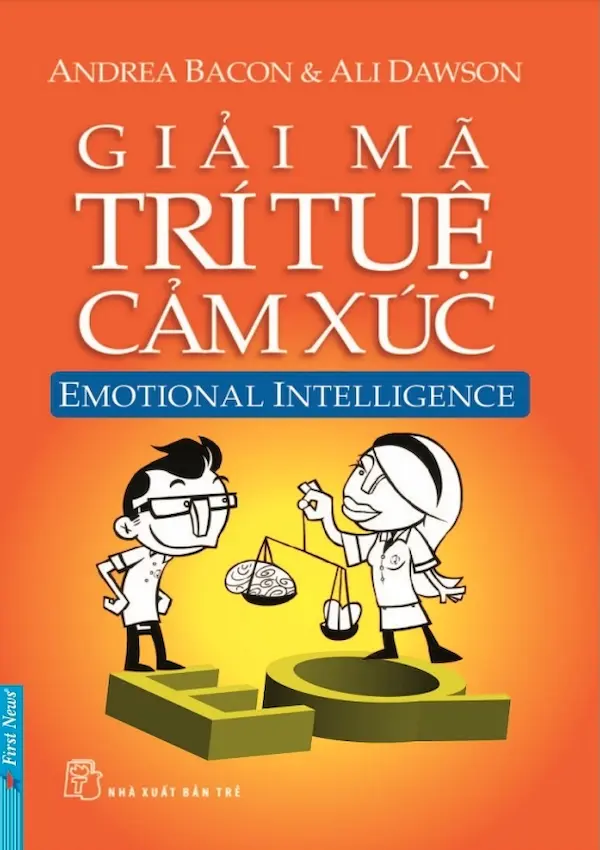 ANDREA BACON & ALI DAWSON
GIẢI MÃ
TRÍ TUỆ
CẢM XÚC
EMOTIONAL INTELLIGENCE
EQ
First News
NHÀ XUẤT BẢN TRẺ